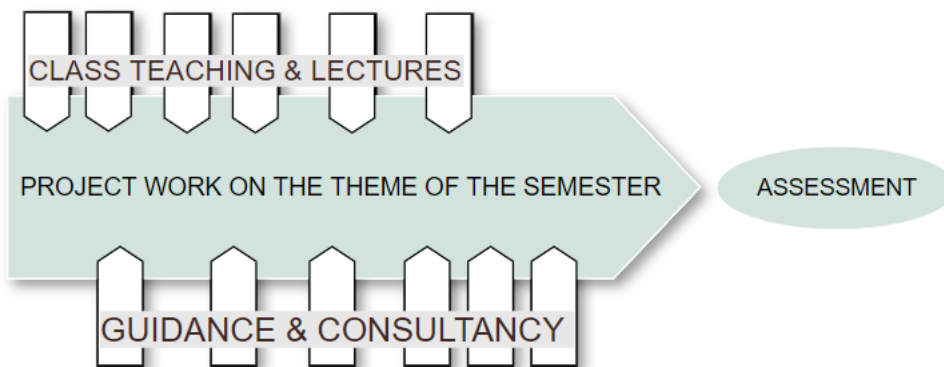 CLASS TEACHING & LECTURES
PROJECT WORK ON THE THEME OF THE SEMESTER
ASSESSMENT
GUIDANCE & CONSULTANCY